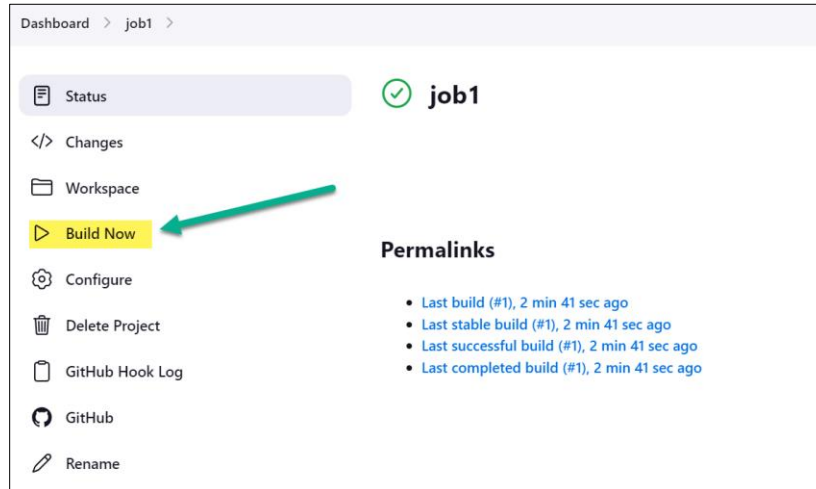 Dashboard > job1 >
Status
</> Changes
Workspace
Build Now
Configure
Delete Project
GitHub Hook Log
GitHub
Rename
job1
Permalinks
• Last build (#1), 2 min 41 sec ago
• Last stable build (#1), 2 min 41 sec ago
• Last successful build (#1), 2 min 41 sec ago
• Last completed build (#1), 2 min 41 sec ago